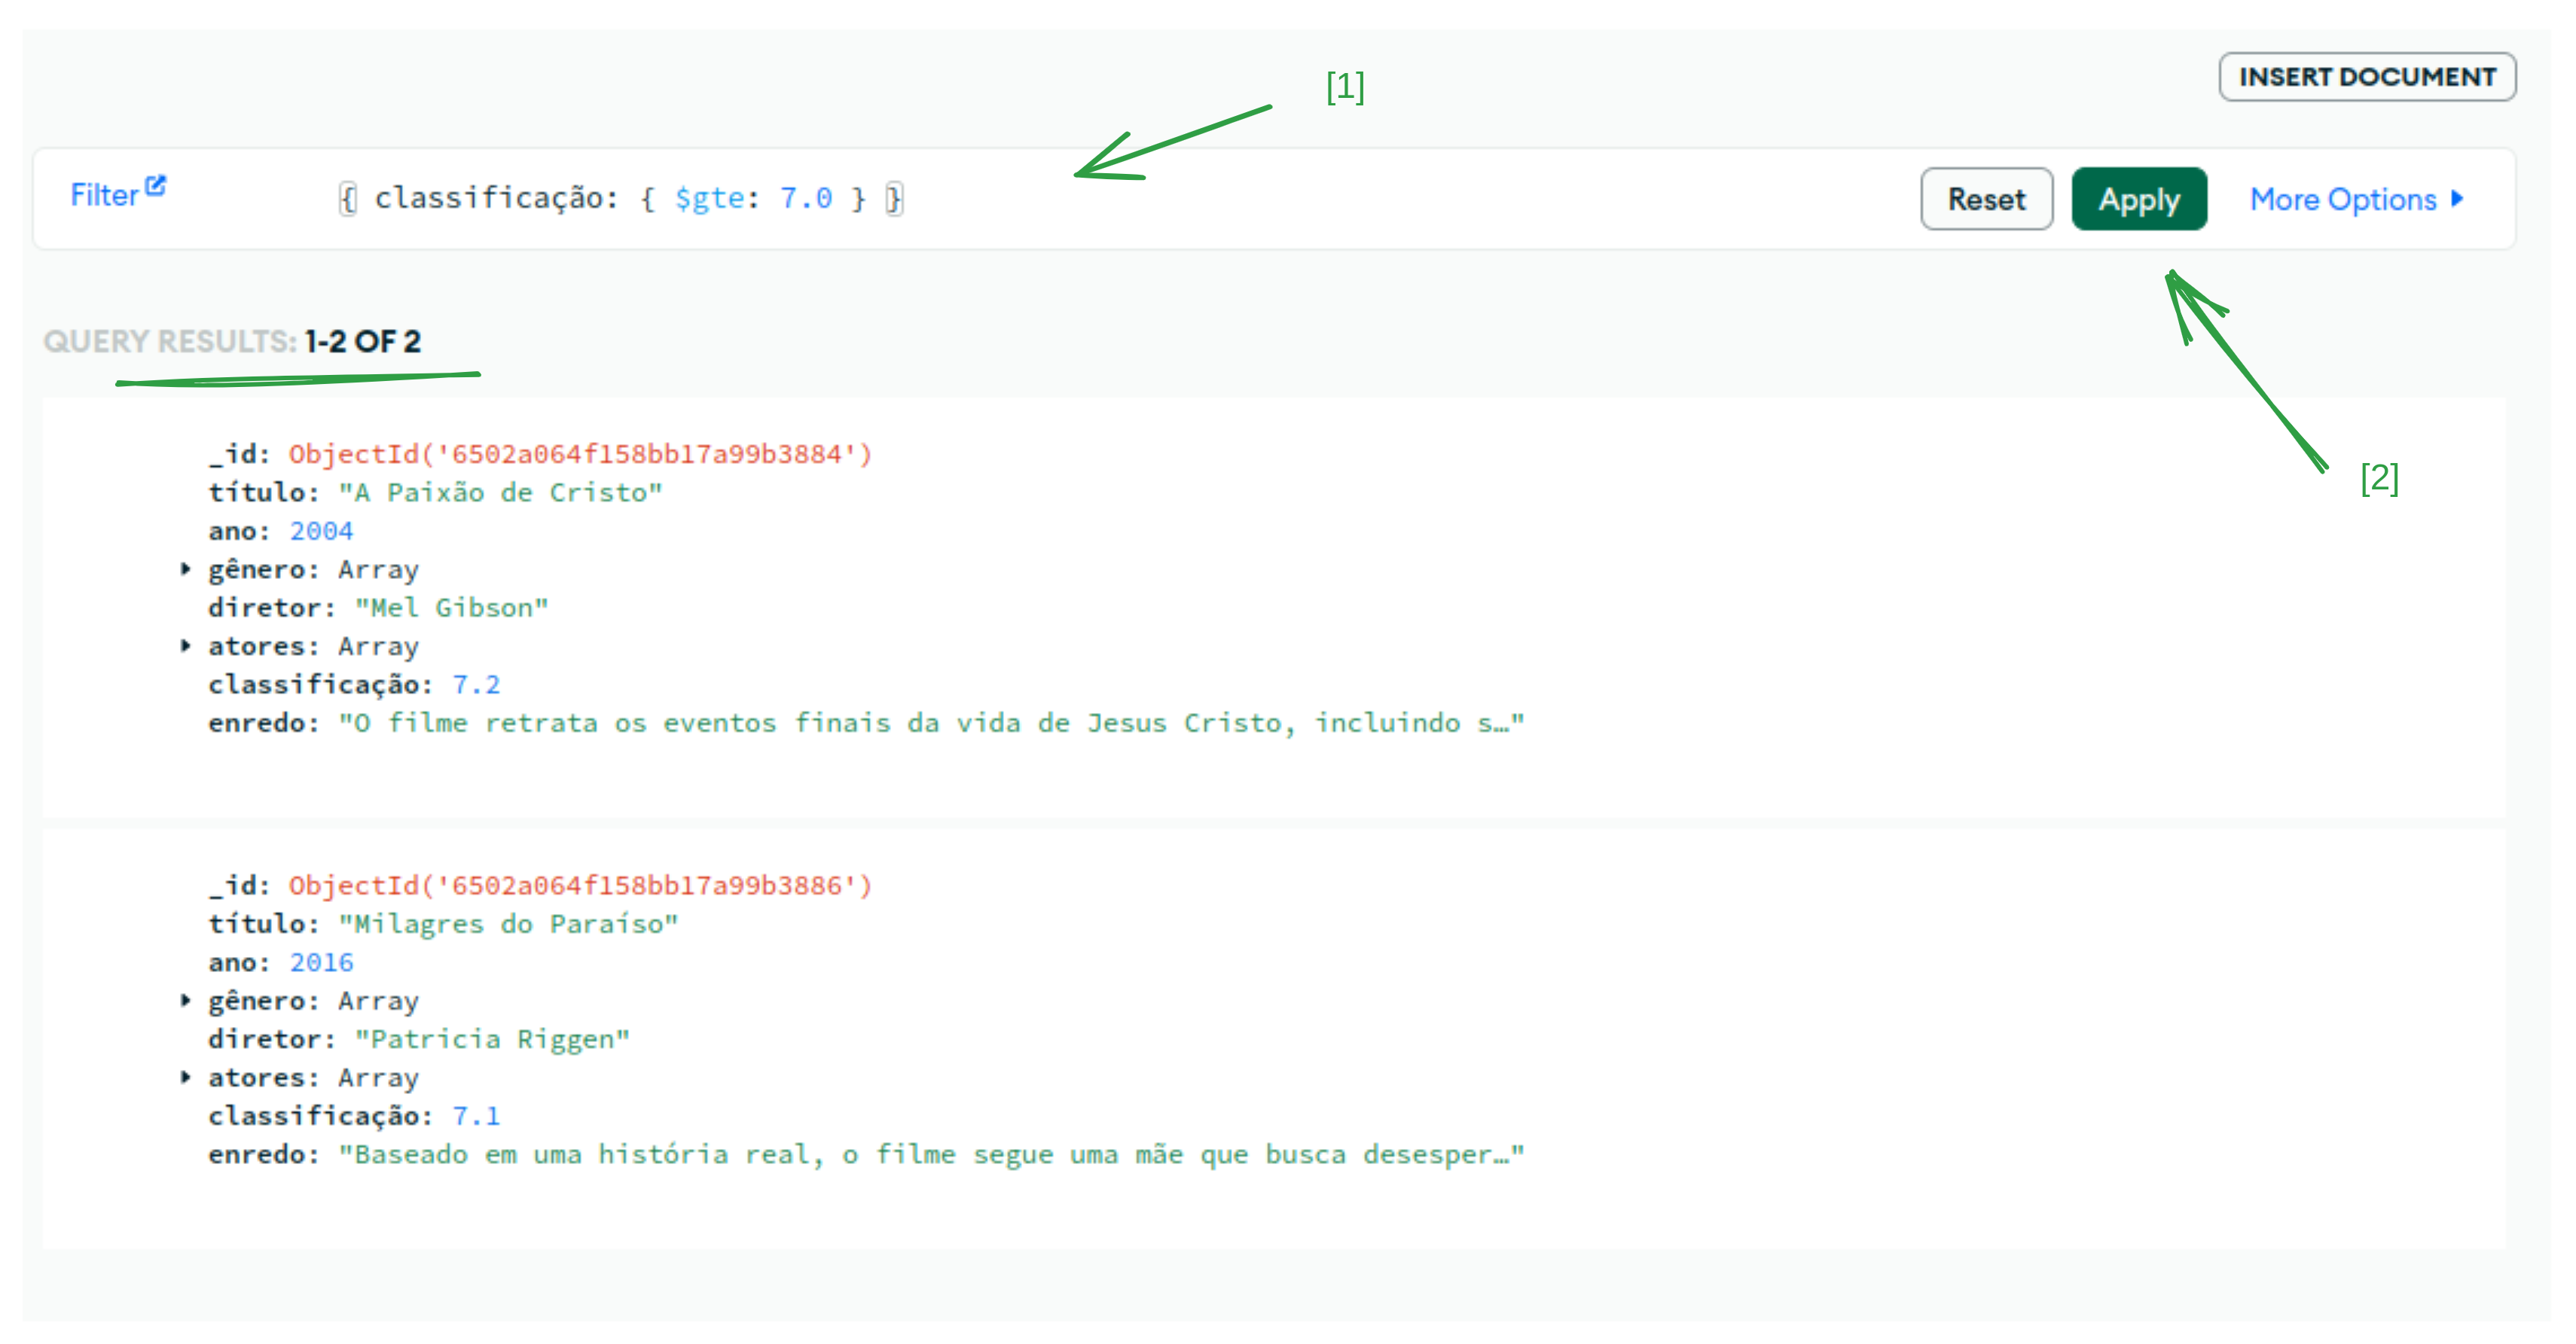 INSERT DOCUMENT
[1]
Filter { classificação: { $gte: 7.0 } } Reset Apply More Options
QUERY RESULTS: 1-2 OF 2
[2]
_id: ObjectId('6502a064f158bb17a99b3884')
título: "A Paixão de Cristo"
ano: 2004
gênero: Array
diretor: "Mel Gibson"
atores: Array
classificação: 7.2
enredo: "O filme retrata os eventos finais da vida de Jesus Cristo, incluindo s…"
_id: ObjectId('6502a064f158bb17a99b3886')
título: "Milagres do Paraíso"
ano: 2016
gênero: Array
diretor: "Patricia Riggen"
atores: Array
classificação: 7.1
enredo: "Baseado em uma história real, o filme segue uma mãe que busca desesper…"